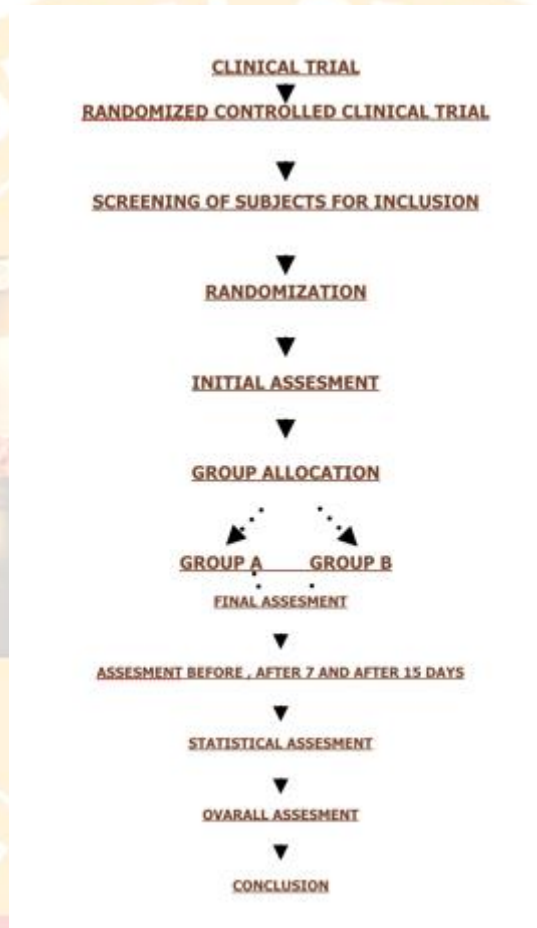 CLINICAL TRIAL
RANDOMIZED CONTROLLED CLINICAL TRIAL
SCREENING OF SUBJECTS FOR INCLUSION
RANDOMIZATION
INITIAL ASSESMENT
GROUP ALLOCATION
GROUP A GROUP B
FINAL ASSESMENT
ASSESMENT BEFORE , AFTER 7 AND AFTER 15 DAYS
STATISTICAL ASSESMENT
OVARALL ASSESMENT
CONCLUSION